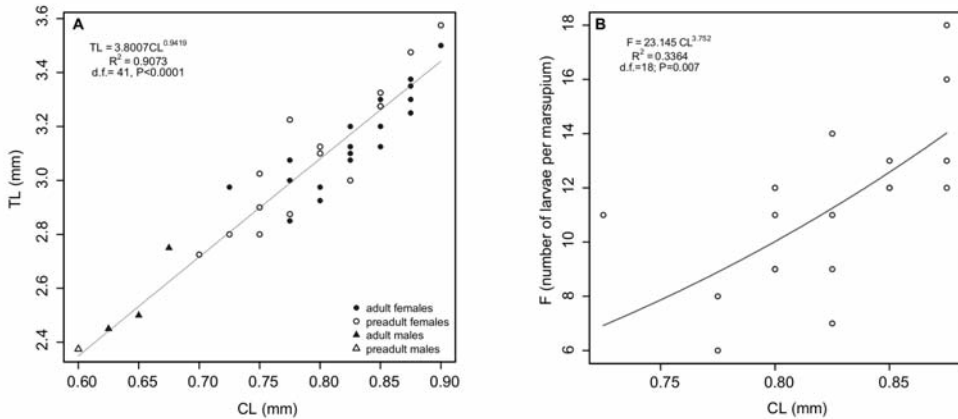 A
TL = 3.8007CL^0.9419
R² = 0.9073
d.f.= 41, P<0.0001
TL (mm)
3.6
3.4
3.2
3.0
2.8
2.6
2.4
adult females
preadult females
adult males
preadult males
0.60 0.65 0.70 0.75 0.80 0.85 0.90
CL (mm)
B
F = 23.145 CL^3.752
R² = 0.3364
d.f.=18; P=0.007
F (number of larvae per marsupium)
18
16
14
12
10
8
6
0.75 0.80 0.85
CL (mm)